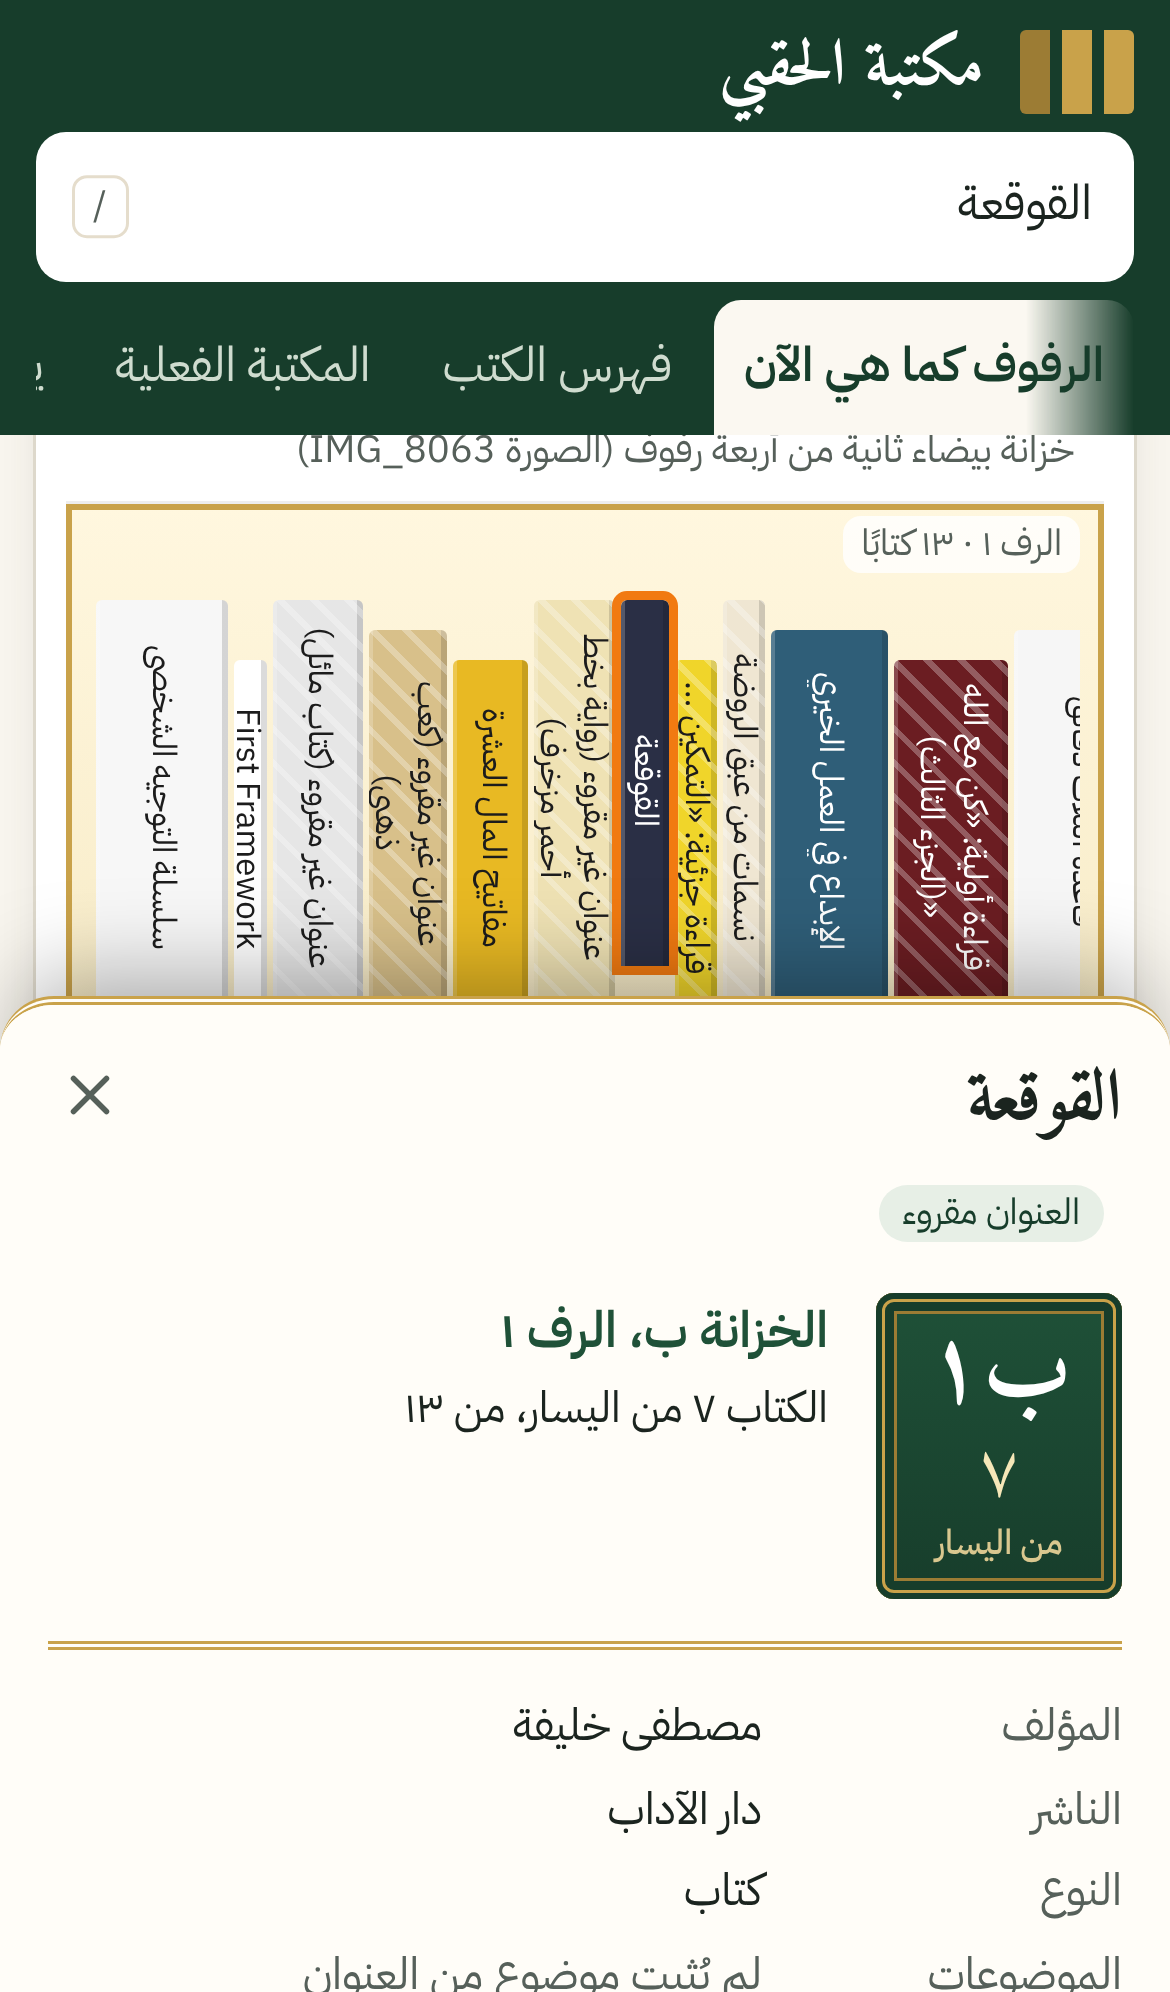 مكتبة الحقبي
القوقعة
/
الرفوف كما هي الآن
فهرس الكتب
المكتبة الفعلية
خزانة بيضاء ثانية من أربعة رفوف (الصورة IMG_8063)
الرف ١ · ١٣ كتابًا
قراءة أولية: «كن مع الله
(الجزء الثالث)»
الإبداع في العمل الخيري
نسمات من عبق الروضة
قراءة جزئية: «التمكين ...
القوقعة
عنوان غير مقروء (رواية بخط
أحمر مزخرف)
مفاتيح المال العشرة
عنوان غير مقروء (كعب
ذهبي)
عنوان غير مقروء (كتاب مائل)
First Framework
سلسلة التوجيه الشخصي
القوقعة
العنوان مقروء
ب ١
٧
من اليسار
الخزانة ب، الرف ١
الكتاب ٧ من اليسار، من ١٣
المؤلف
مصطفى خليفة
الناشر
دار الآداب
النوع
كتاب
الموضوعات
لم يُثبت موضوع من العنوان